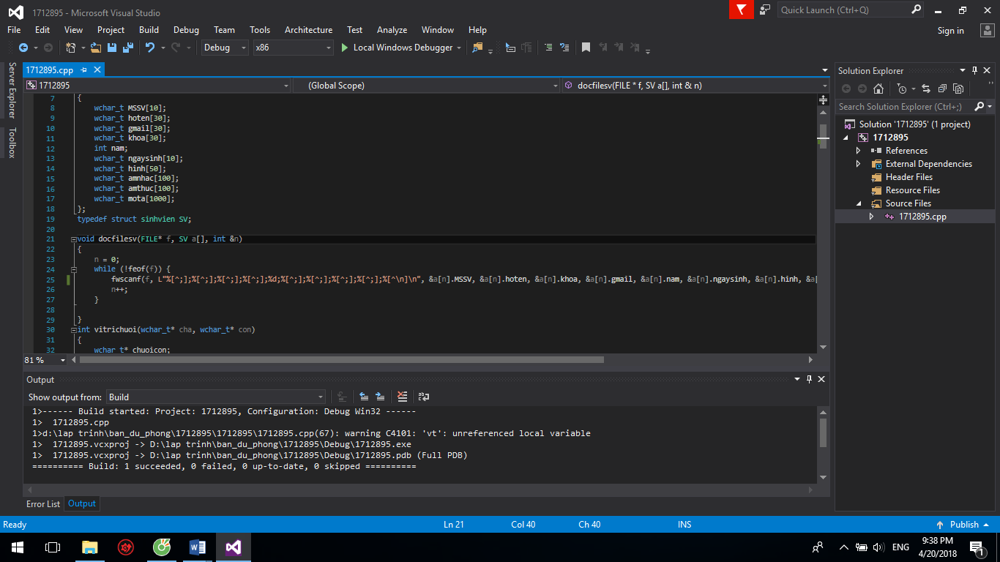 1712895 - Microsoft Visual Studio
Quick Launch (Ctrl+Q)
File Edit View Project Build Debug Team Tools Architecture Test Analyze Window Help
Sign in
Debug x86 Local Windows Debugger
Server Explorer
Toolbox
1712895.cpp
1712895 (Global Scope) docfilesv(FILE * f, SV a[], int & n)
7 {
8 wchar_t MSSV[10];
9 wchar_t hoten[30];
10 wchar_t gmail[30];
11 wchar_t khoa[30];
12 int nam;
13 wchar_t ngaysinh[10];
14 wchar_t hinh[50];
15 wchar_t amnhac[100];
16 wchar_t amthuc[100];
17 wchar_t mota[1000];
18 };
19 typedef struct sinhvien SV;
20
21 void docfilesv(FILE* f, SV a[], int &n)
22 {
23 n = 0;
24 while (!feof(f)) {
25 fwscanf(f, L"%[^;];%[^;];%[^;];%[^;];%d;%[^;];%[^;];%[^;];%[^;];%[^\n]\n", &a[n].MSSV, &a[n].hoten, &a[n].khoa, &a[n].gmail, &a[n].nam, &a[n].ngaysinh, &a[n].hinh, &a[
26 n++;
27 }
28
29 }
30 int vitrichuoi(wchar_t* cha, wchar_t* con)
31 {
32 wchar_t* chuoicon;
81 %
Output
Show output from: Build
1>------ Build started: Project: 1712895, Configuration: Debug Win32 ------
1> 1712895.cpp
1>d:\lap trinh\ban_du_phong\1712895\1712895\1712895.cpp(67): warning C4101: 'vt': unreferenced local variable
1> 1712895.vcxproj -> D:\lap trinh\ban_du_phong\1712895\Debug\1712895.exe
1> 1712895.vcxproj -> D:\lap trinh\ban_du_phong\1712895\Debug\1712895.pdb (Full PDB)
========== Build: 1 succeeded, 0 failed, 0 up-to-date, 0 skipped ==========
Error List Output
Solution Explorer
Search Solution Explorer (Ctrl+;)
Solution '1712895' (1 project)
1712895
References
External Dependencies
Header Files
Resource Files
Source Files
1712895.cpp
Ready Ln 21 Col 40 Ch 40 INS Publish
ENG
9:38 PM
4/20/2018
1